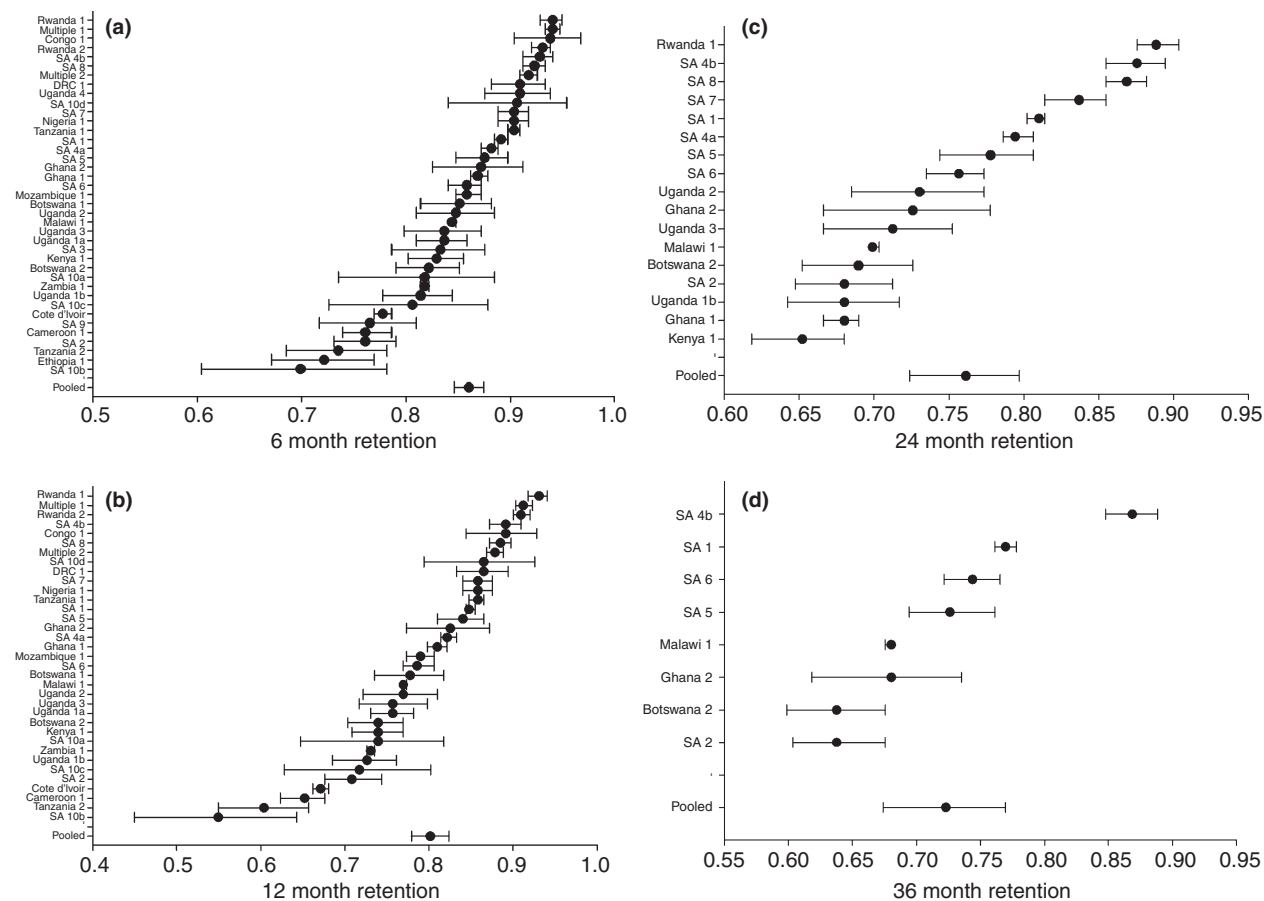 (a)
Rwanda 1
Multiple 1
Congo 1
Rwanda 2
SA 4b
SA 8
Multiple 2
DRC 1
Uganda 4
SA 10d
SA 7
Nigeria 1
Tanzania 1
SA 1
SA 4a
SA 5
Ghana 2
Ghana 1
SA 6
Mozambique 1
Botswana 1
Uganda 2
Malawi 1
Uganda 3
Uganda 1a
SA 3
Kenya 1
Botswana 2
SA 10a
Zambia 1
Uganda 1b
SA 10c
Cote d'Ivoir
SA 9
Cameroon 1
SA 2
Tanzania 2
Ethiopia 1
SA 10b
Pooled
0.5 0.6 0.7 0.8 0.9 1.0
6 month retention
(b)
Rwanda 1
Multiple 1
Rwanda 2
SA 4b
Congo 1
SA 8
Multiple 2
SA 10d
DRC 1
SA 7
Nigeria 1
Tanzania 1
SA 1
SA 5
Ghana 2
SA 4a
Ghana 1
Mozambique 1
SA 6
Botswana 1
Malawi 1
Uganda 2
Uganda 3
Uganda 1a
Botswana 2
Kenya 1
SA 10a
Zambia 1
Uganda 1b
SA 10c
SA 2
Cote d'Ivoir
Cameroon 1
Tanzania 2
SA 10b
Pooled
0.4 0.5 0.6 0.7 0.8 0.9 1.0
12 month retention
(c)
Rwanda 1
SA 4b
SA 8
SA 7
SA 1
SA 4a
SA 5
SA 6
Uganda 2
Ghana 2
Uganda 3
Malawi 1
Botswana 2
SA 2
Uganda 1b
Ghana 1
Kenya 1
Pooled
0.60 0.65 0.70 0.75 0.80 0.85 0.90 0.95
24 month retention
(d)
SA 4b
SA 1
SA 6
SA 5
Malawi 1
Ghana 2
Botswana 2
SA 2
Pooled
0.55 0.60 0.65 0.70 0.75 0.80 0.85 0.90 0.95
36 month retention